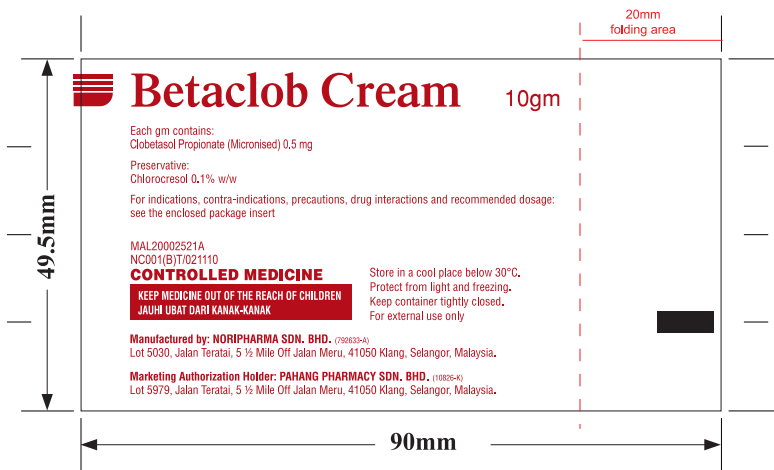 20mm
folding area
Betaclob Cream 10gm
Each gm contains:
Clobetasol Propionate (Micronised) 0.5 mg
Preservative:
Chlorocresol 0.1% w/w
For indications, contra-indications, precautions, drug interactions and recommended dosage:
see the enclosed package insert
MAL20002521A
NC001(B)T/021110
CONTROLLED MEDICINE
KEEP MEDICINE OUT OF THE REACH OF CHILDREN
JAUHI UBAT DARI KANAK-KANAK
Store in a cool place below 30°C.
Protect from light and freezing.
Keep container tightly closed.
For external use only
Manufactured by: NORIPHARMA SDN. BHD. (792633-A)
Lot 5030, Jalan Teratai, 5 ½ Mile Off Jalan Meru, 41050 Klang, Selangor, Malaysia.
Marketing Authorization Holder: PAHANG PHARMACY SDN. BHD. (10826-K)
Lot 5979, Jalan Teratai, 5 ½ Mile Off Jalan Meru, 41050 Klang, Selangor, Malaysia.
49.5mm
90mm